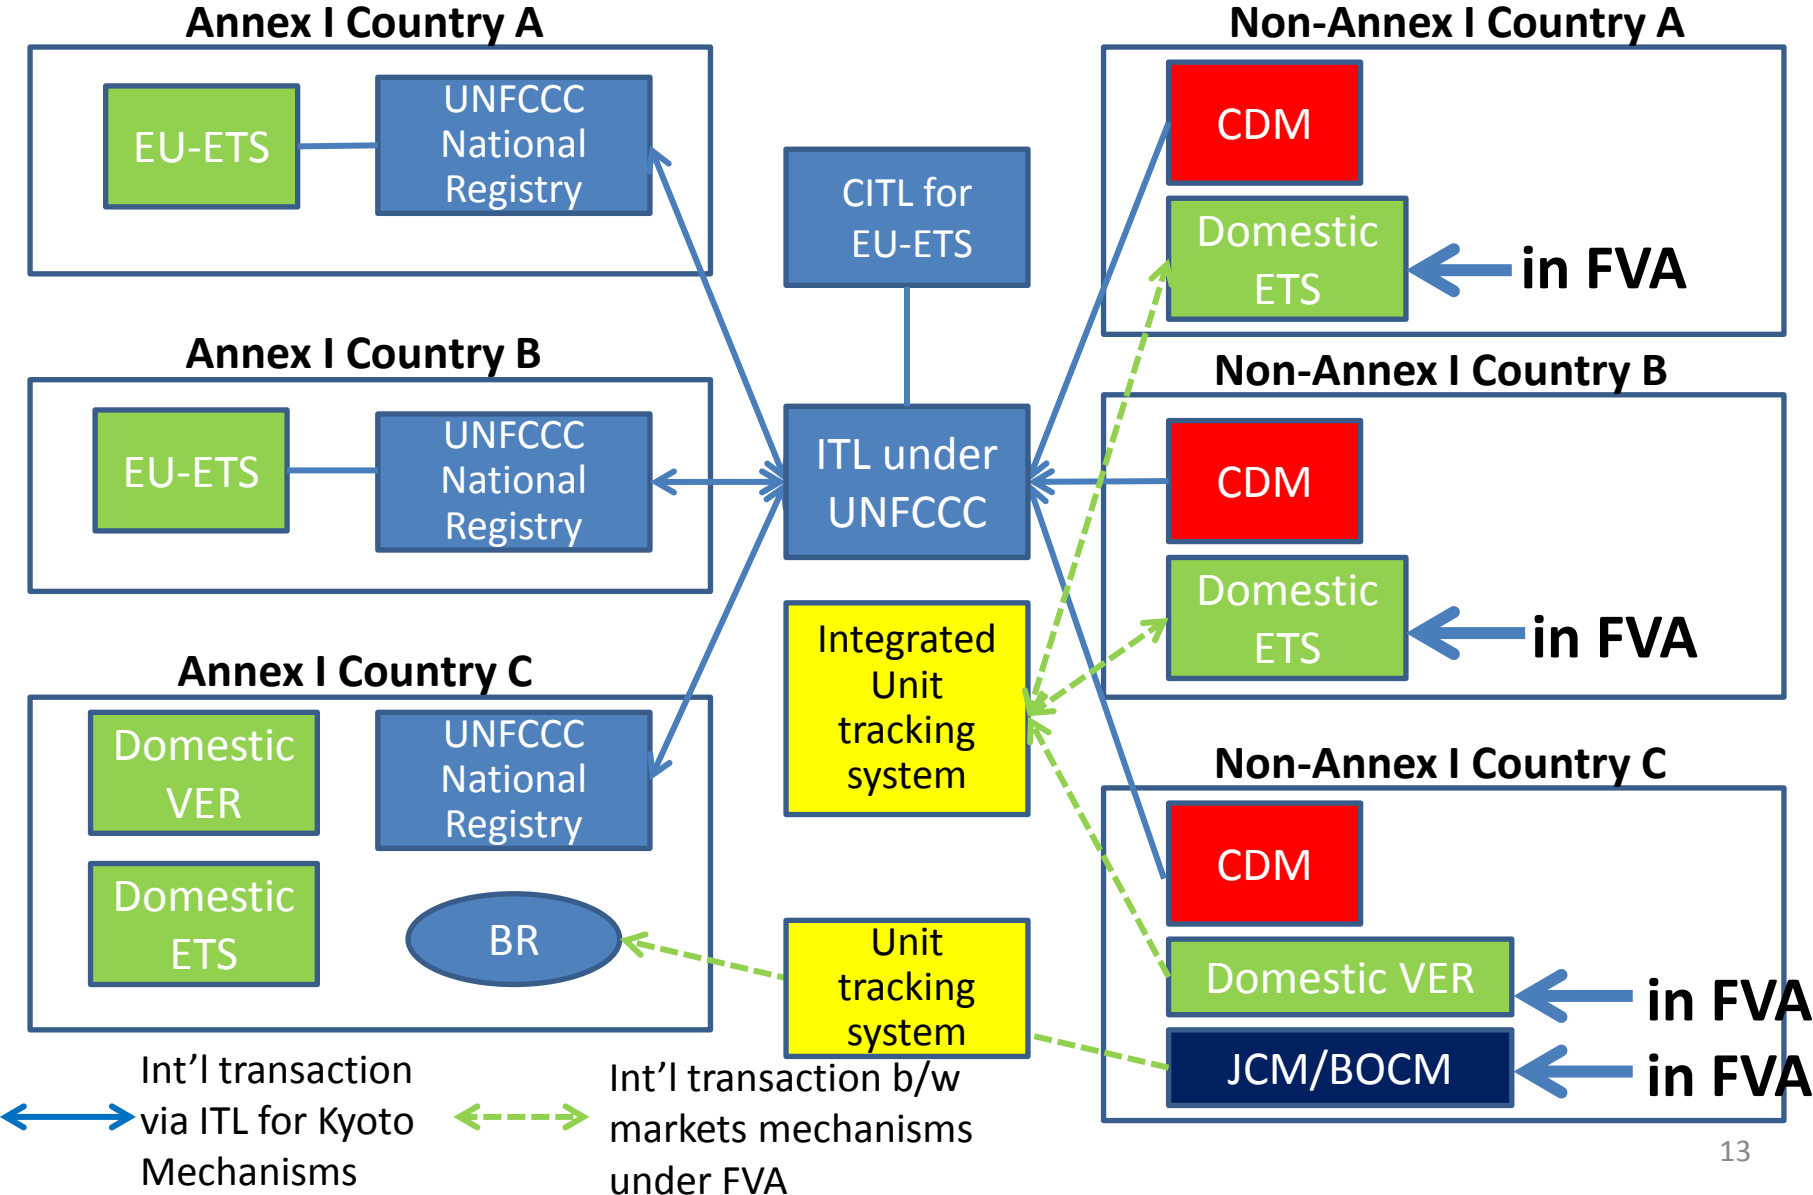 Annex I Country A
EU-ETS
UNFCCC
National
Registry
Annex I Country B
EU-ETS
UNFCCC
National
Registry
Annex I Country C
Domestic
VER
Domestic
ETS
UNFCCC
National
Registry
BR
CITL for
EU-ETS
ITL under
UNFCCC
Integrated
Unit
tracking
system
Unit
tracking
system
Non-Annex I Country A
CDM
Domestic
ETS
in FVA
Non-Annex I Country B
CDM
Domestic
ETS
in FVA
Non-Annex I Country C
CDM
Domestic VER
in FVA
JCM/BOCM
in FVA
Int’l transaction
via ITL for Kyoto
Mechanisms
Int’l transaction b/w
markets mechanisms
under FVA
13